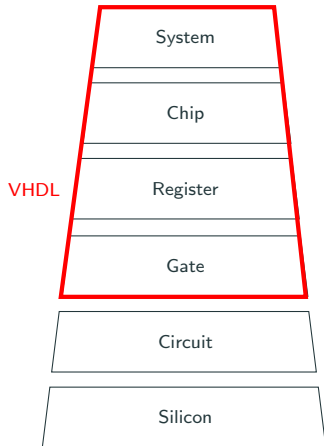 System
Chip
VHDL
Register
Gate
Circuit
Silicon